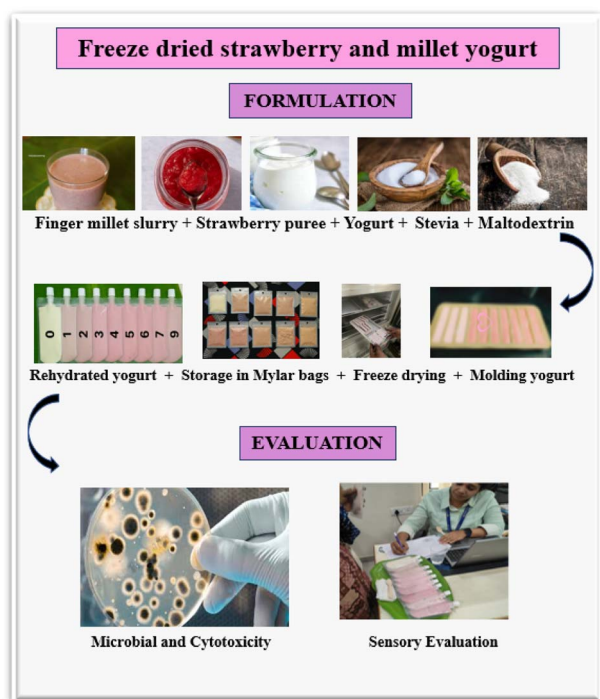 Freeze dried strawberry and millet yogurt
FORMULATION
Finger millet slurry + Strawberry puree + Yogurt + Stevia + Maltodextrin
0 1 2 3 4 5 6 7 9
Rehydrated yogurt + Storage in Mylar bags + Freeze drying + Molding yogurt
EVALUATION
Microbial and Cytotoxicity
Sensory Evaluation